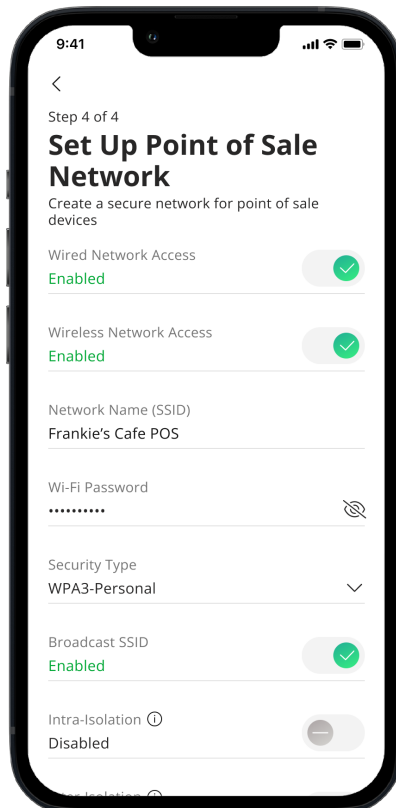 9:41
Step 4 of 4
Set Up Point of Sale
Network
Create a secure network for point of sale
devices
Wired Network Access
Enabled
Wireless Network Access
Enabled
Network Name (SSID)
Frankie's Cafe POS
Wi-Fi Password
••••••••••
Security Type
WPA3-Personal
Broadcast SSID
Enabled
Intra-Isolation
Disabled